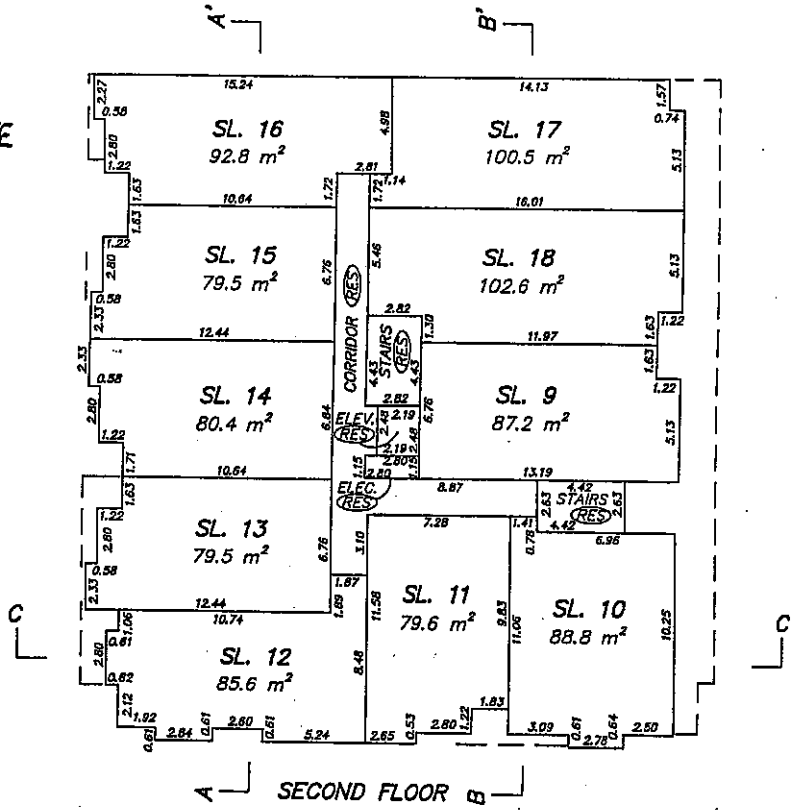 A'
B'
E
15.24
14.13
2.27
0.58
2.80
1.22
1.63
SL. 16
92.8 m²
4.98
SL. 17
100.5 m²
1.57
0.74
5.13
2.81
1.72
1.72
1.14
10.64
16.01
1.63
1.22
2.80
0.58
2.33
SL. 15
79.5 m²
6.76
CORRIDOR RES
5.46
SL. 18
102.6 m²
5.13
1.22
1.63
2.82
1.30
12.44
11.97
2.33
0.58
2.80
1.22
1.71
SL. 14
80.4 m²
6.84
4.43
STAIRS RES
4.43
2.82
SL. 9
87.2 m²
6.76
1.63
1.22
5.13
ELEV.
RES
2.48
2.19
2.48
2.19
2.80
1.15
2.80
1.15
10.64
13.19
ELEC.
RES
8.87
4.42
2.63
STAIRS
RES
2.63
4.42
1.63
1.22
2.80
0.58
2.33
SL. 13
79.5 m²
6.76
3.10
7.28
1.41
0.78
6.96
12.44
1.87
1.89
10.74
11.58
SL. 11
79.6 m²
9.83
11.06
SL. 10
88.8 m²
10.25
C
C
1.06
0.61
2.80
0.62
2.12
SL. 12
85.6 m²
8.48
1.92
0.61
2.84
0.61
2.60
0.61
5.24
2.65
0.53
2.80
1.22
1.83
3.09
0.61
2.78
0.64
2.50
A
SECOND FLOOR
B